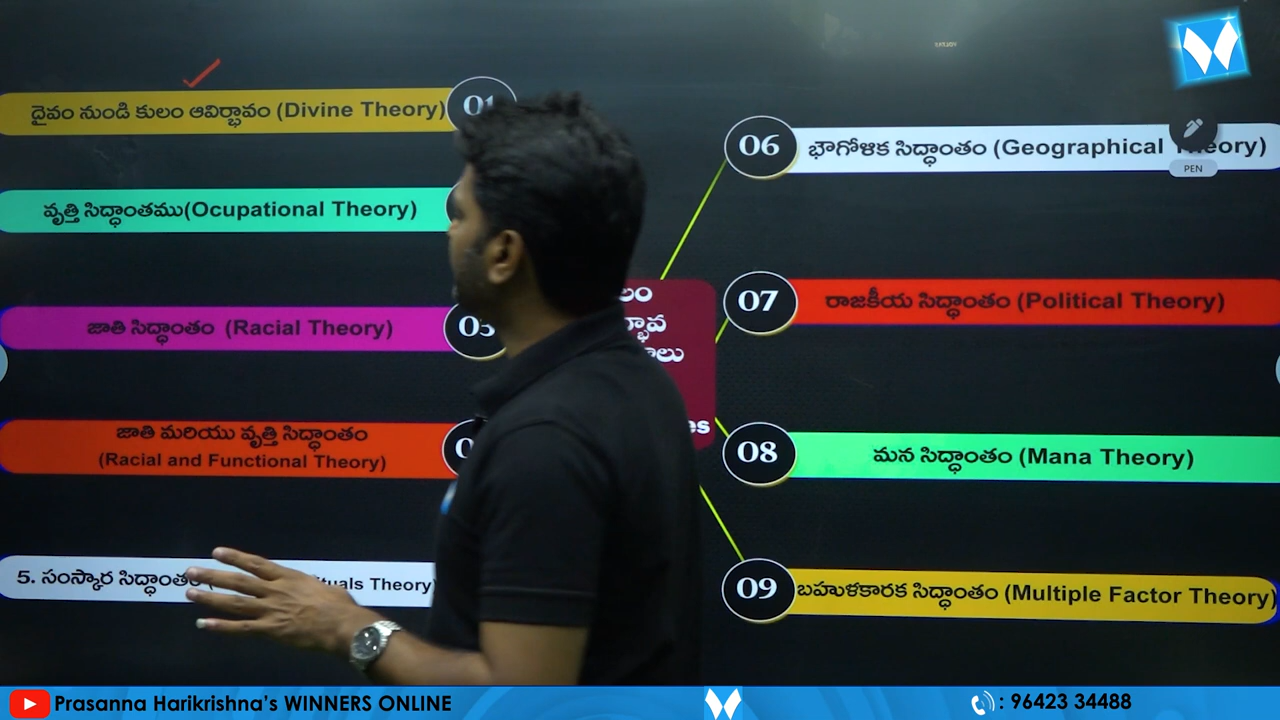 దైవం నుండి కులం ఆవిర్భావం (Divine Theory)
01
వృత్తి సిద్ధాంతము(Ocupational Theory)
జాతి సిద్ధాంతం (Racial Theory)
జాతి మరియు వృత్తి సిద్ధాంతం
(Racial and Functional Theory)
5. సంస్కార
Theory)
06
భౌగోళిక సిద్ధాంతం (Geographical
PEN
07
రాజకీయ సిద్ధాంతం (Political Theory)
08
మన సిద్ధాంతం (Mana Theory)
09
బహుళకారక సిద్ధాంతం (Multiple Factor Theory)
Prasanna Harikrishna's WINNERS ONLINE
: 96423 34488